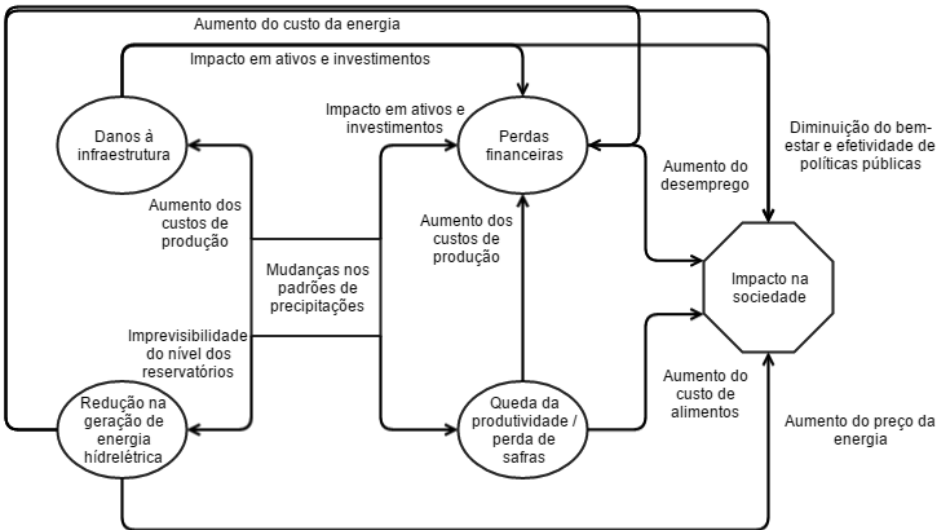 Aumento do custo da energia
Impacto em ativos e investimentos
Impacto em ativos e
investimentos
Danos à
infraestrutura
Perdas
financeiras
Diminuição do bem-
estar e efetividade de
políticas públicas
Aumento do
desemprego
Aumento dos
custos de
produção
Aumento dos
custos de
produção
Mudanças nos
padrões de
precipitações
Impacto na
sociedade
Imprevisibilidade
do nível dos
reservatórios
Redução na
geração de
energia
hídrelétrica
Queda da
produtividade /
perda de
safras
Aumento do
custo de
alimentos
Aumento do preço da
energia